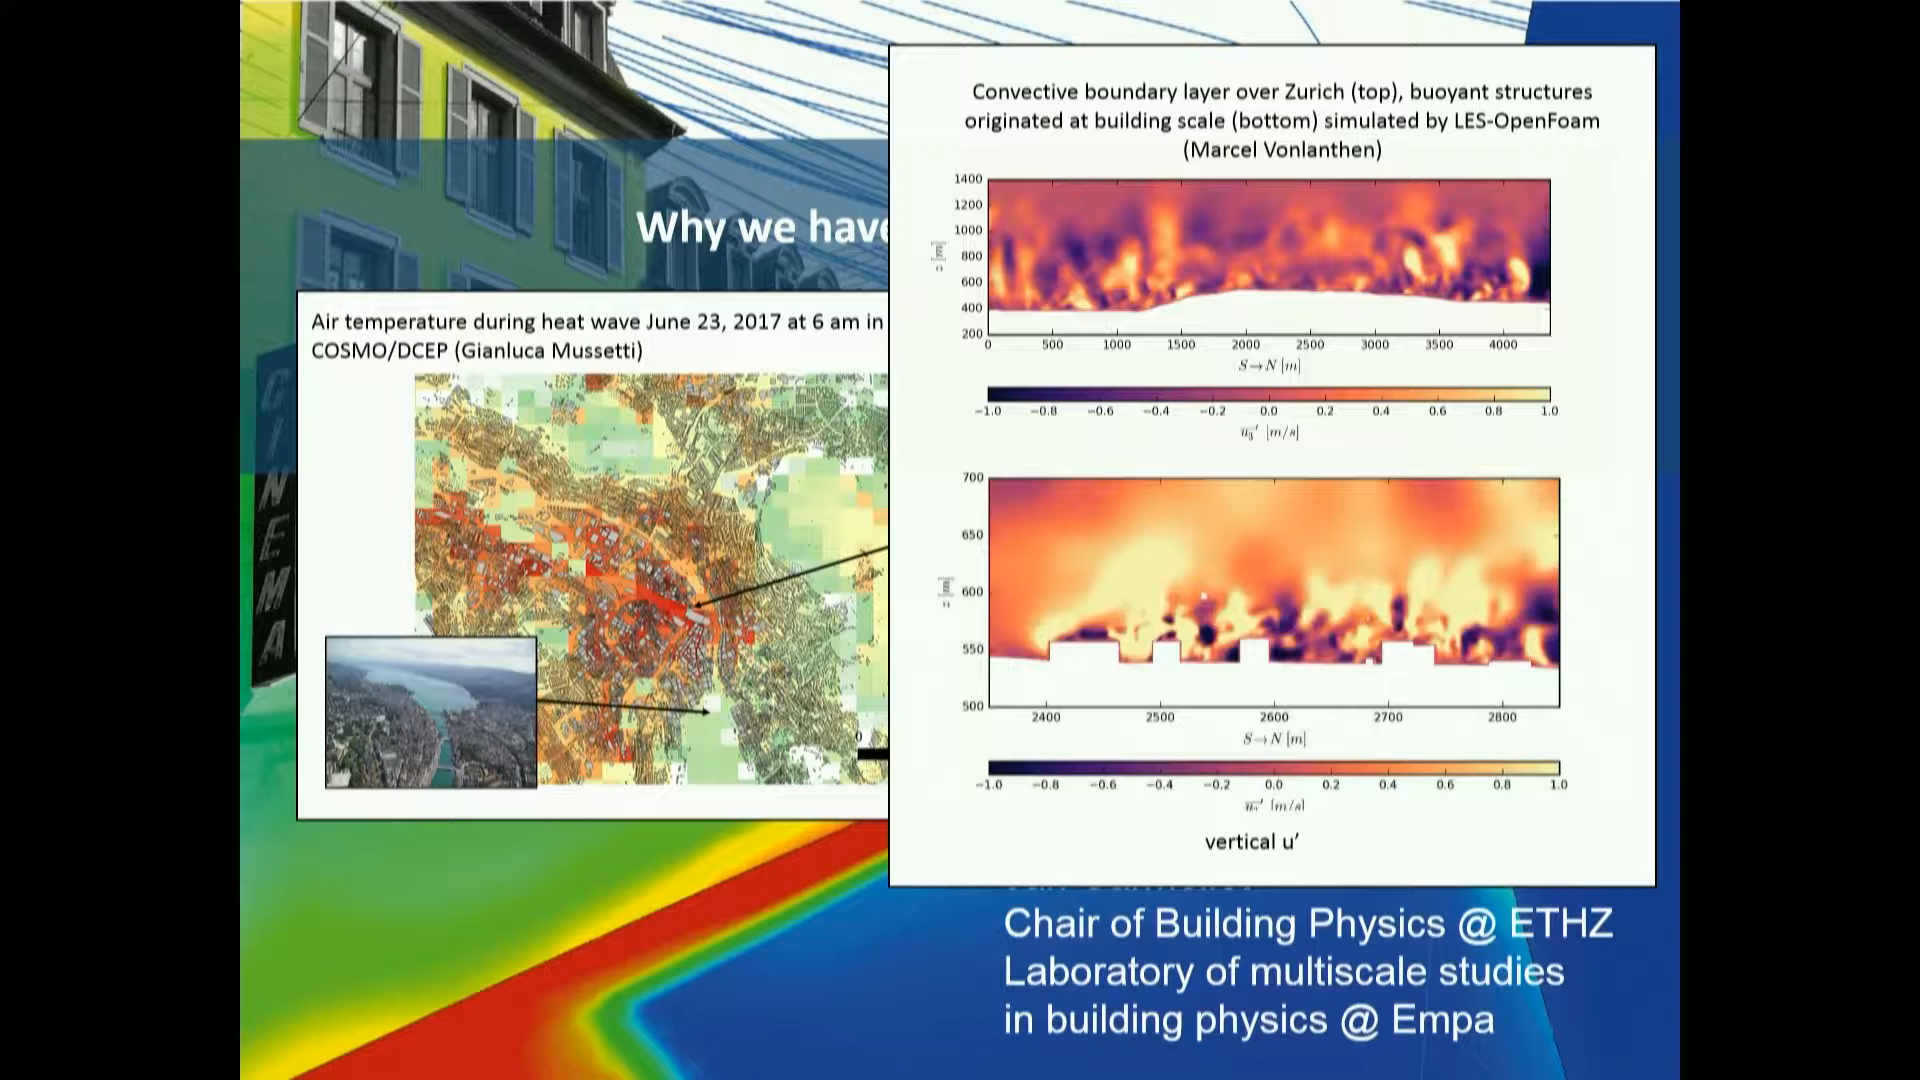 Why we have
CINEMA
Air temperature during heat wave June 23, 2017 at 6 am in
COSMO/DCEP (Gianluca Mussetti)
0
Convective boundary layer over Zurich (top), buoyant structures
originated at building scale (bottom) simulated by LES-OpenFoam
(Marcel Vonlanthen)
1400
1200
1000
800
600
400
200
z [m]
0 500 1000 1500 2000 2500 3000 3500 4000
S→N [m]
−1.0 −0.8 −0.6 −0.4 −0.2 0.0 0.2 0.4 0.6 0.8 1.0
u₃′ [m/s]
700
650
600
550
500
z [m]
2400 2500 2600 2700 2800
S→N [m]
−1.0 −0.8 −0.6 −0.4 −0.2 0.0 0.2 0.4 0.6 0.8 1.0
[m/s]
vertical u’
Chair of Building Physics @ ETHZ
Laboratory of multiscale studies
in building physics @ Empa